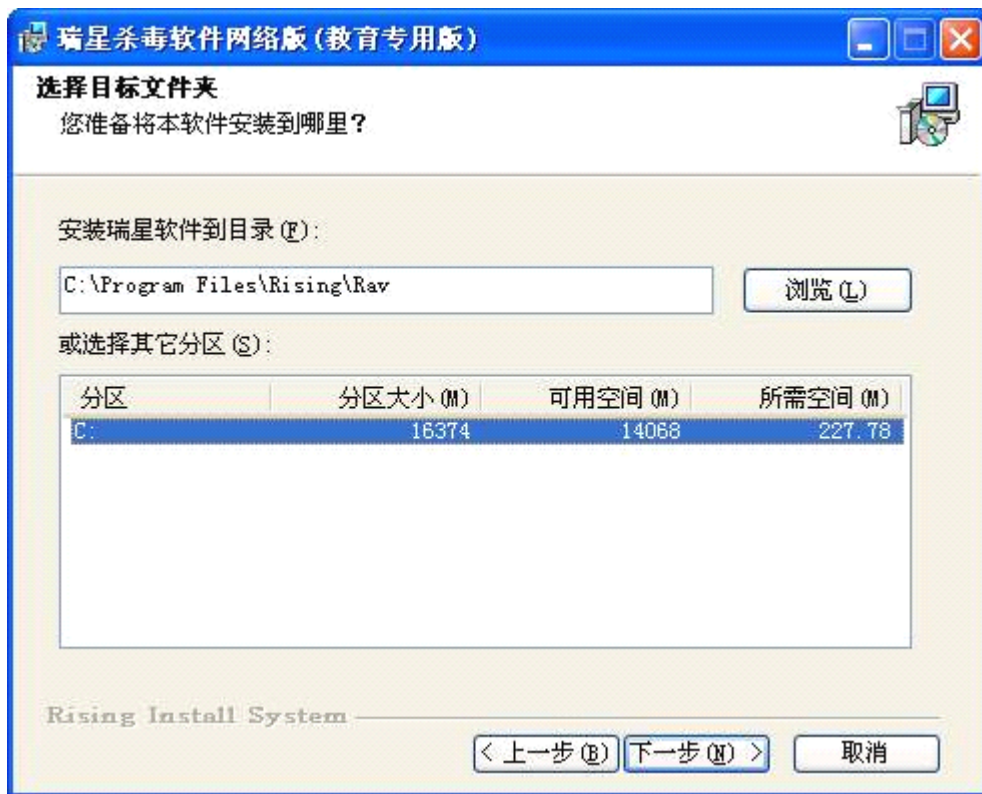 瑞星杀毒软件网络版(教育专用版)
选择目标文件夹
您准备将本软件安装到哪里?
安装瑞星软件到目录(F):
C:\Program Files\Rising\Rav 浏览(L)
或选择其它分区(S):
分区 分区大小(M) 可用空间(M) 所需空间(M)
C: 16374 14068 227.78
Rising Install System
< 上一步(B) 下一步(N) > 取消